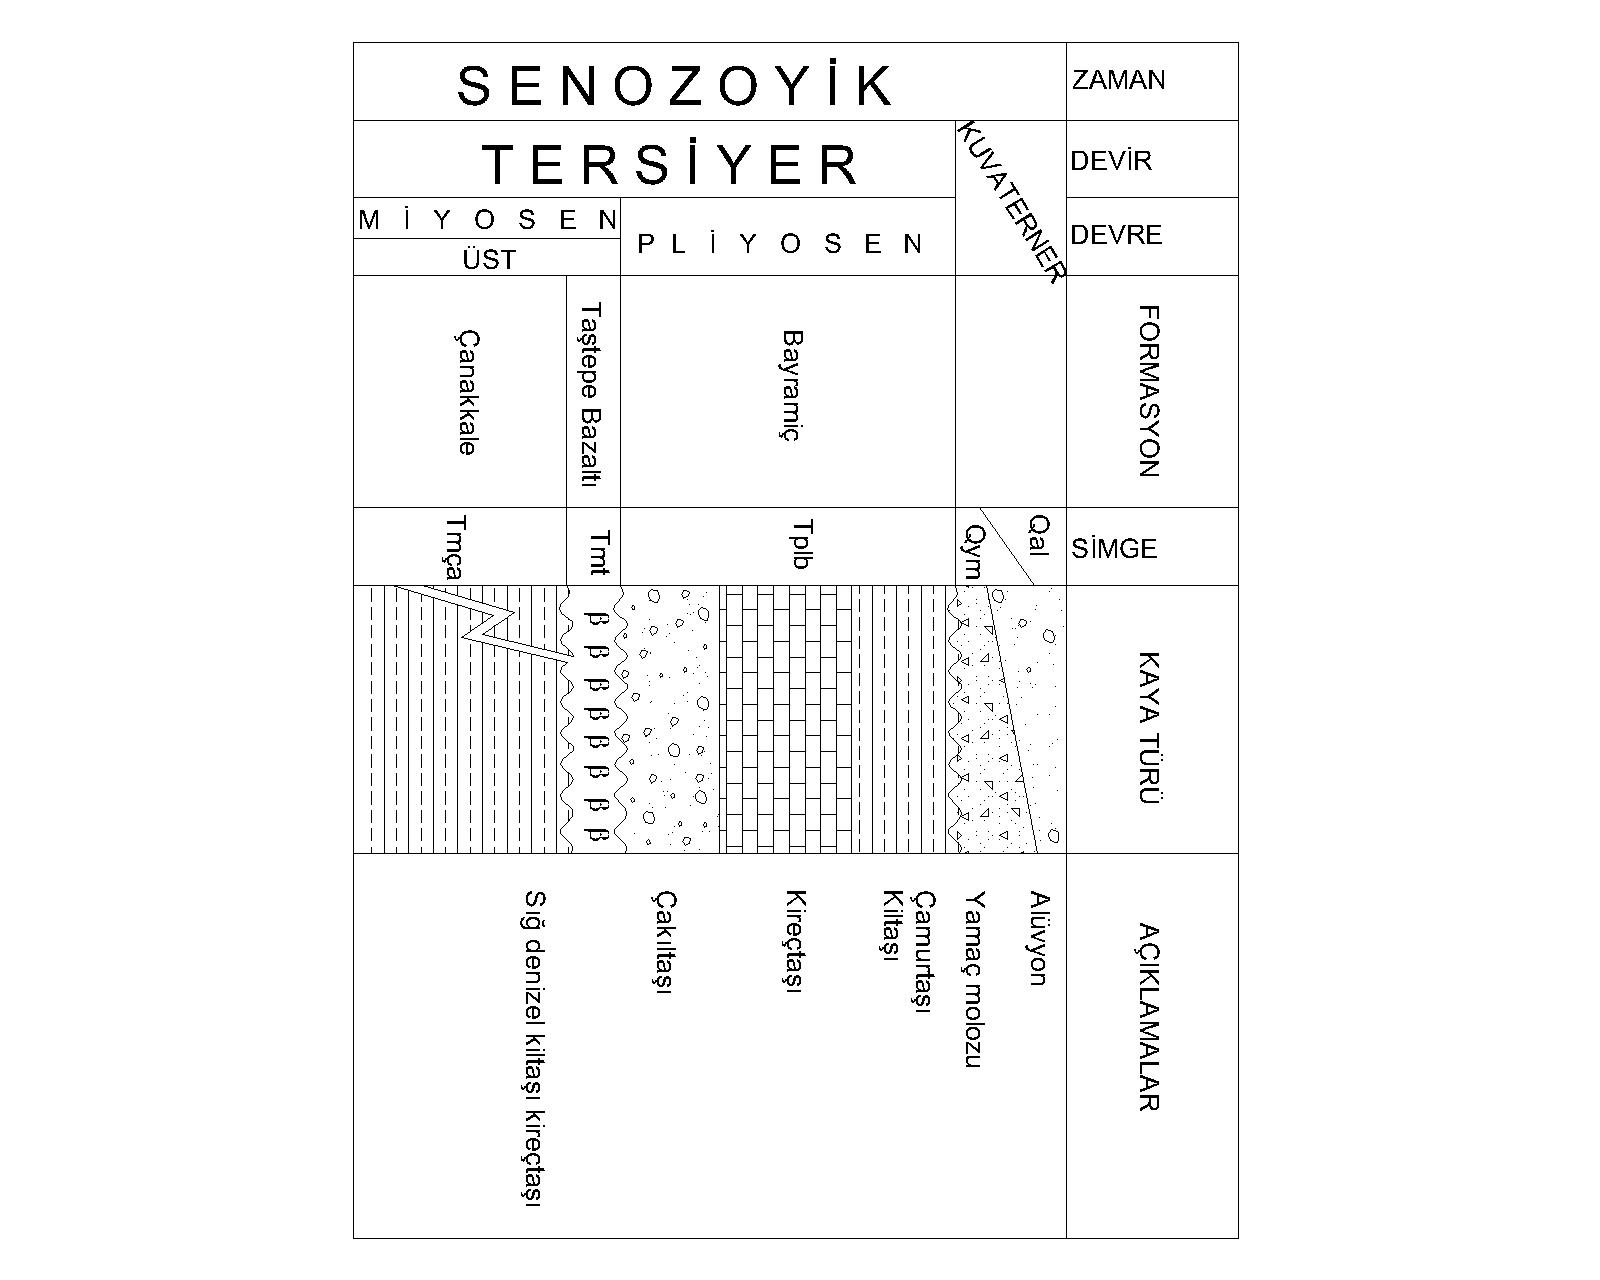 SENOZOYİK
ZAMAN
TERSİYER
KUVATERNER
DEVİR
MİYOSEN
ÜST
PLİYOSEN
DEVRE
Çanakkale
Taştepe Bazaltı
Bayramiç
FORMASYON
Tmça
Tmt
Tplb
Qym
Qal
SİMGE
β
β
β
β
β
β
β
β
KAYA TÜRÜ
Sığ denizel kiltaşı kireçtaşı
Çakıltaşı
Kireçtaşı
Kiltaşı
Çamurtaşı
Yamaç molozu
Alüvyon
AÇIKLAMALAR